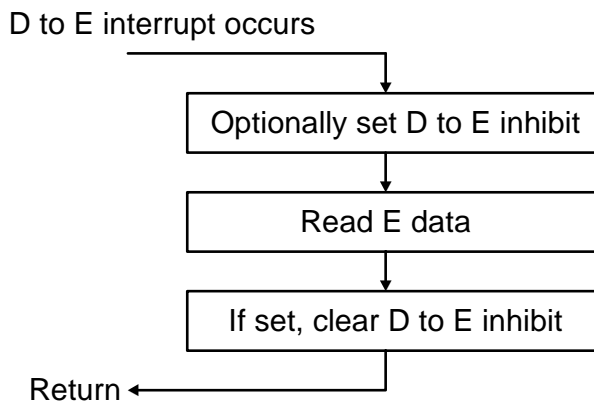 D to E interrupt occurs
Optionally set D to E inhibit
Read E data
If set, clear D to E inhibit
Return